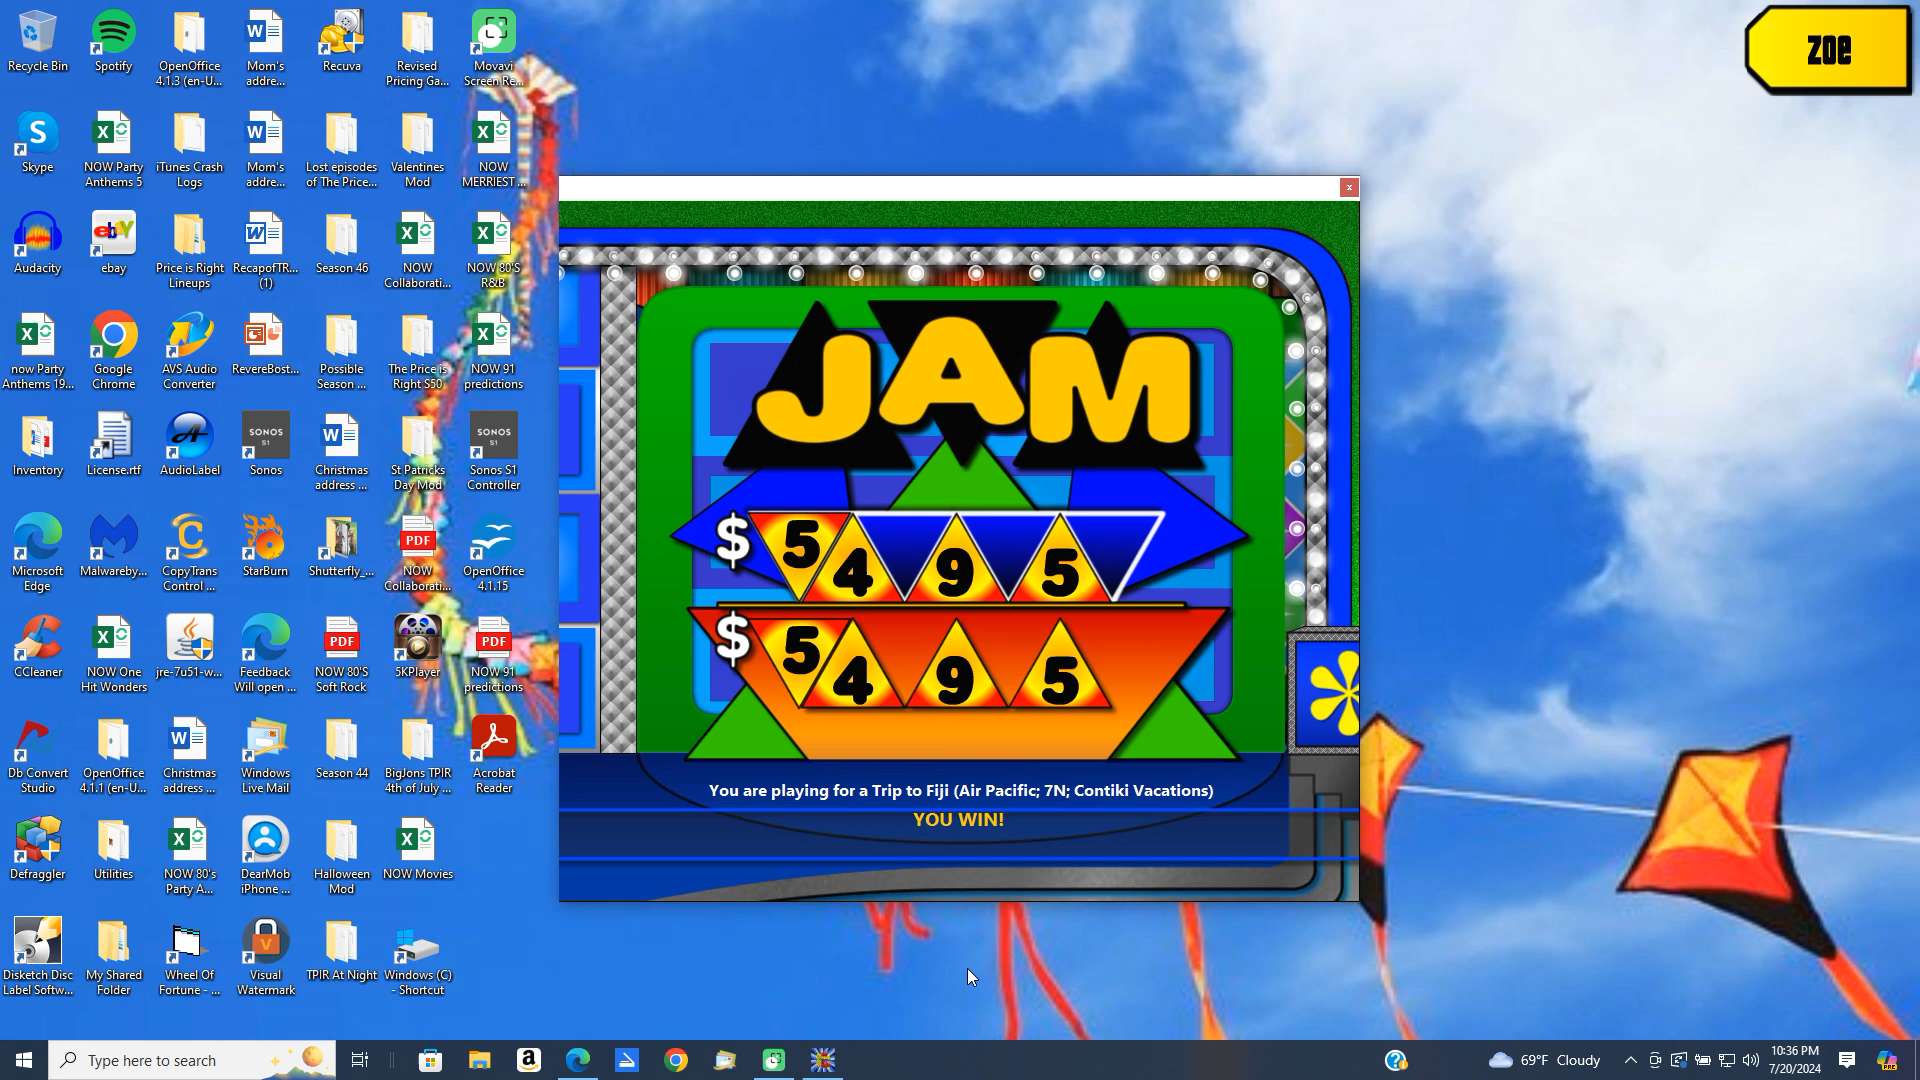 Recycle Bin
Spotify
OpenOffice
4.1.3 (en-U...
Mom's
addre...
Recuva
Revised
Pricing Ga...
Movavi
Screen Re...
Skype
NOW Party
Anthems 5
iTunes Crash
Logs
Mom's
addre...
Lost episodes
of The Price...
Valentines
Mod
NOW
MERRIEST ...
Audacity
ebay
Price is Right
Lineups
RecapofTR...
(1)
Season 46
NOW
Collaborati...
NOW 80'S
R&B
now Party
Anthems 19...
Google
Chrome
AVS Audio
Converter
RevereBost...
Possible
Season ...
The Price is
Right S50
NOW 91
predictions
Inventory
License.rtf
AudioLabel
SONOS
S1
Sonos
Christmas
address ...
St Patricks
Day Mod
SONOS
S1
Sonos S1
Controller
Microsoft
Edge
Malwareby...
CopyTrans
Control ...
StarBurn
Shutterfly_...
PDF
NOW
Collaborati...
OpenOffice
4.1.15
CCleaner
NOW One
Hit Wonders
jre-7u51-w...
Feedback
Will open ...
PDF
NOW 80'S
Soft Rock
5KPlayer
PDF
NOW 91
predictions
Db Convert
Studio
OpenOffice
4.1.1 (en-U...
Christmas
address ...
Windows
Live Mail
Season 44
BigJons TPIR
4th of July ...
Acrobat
Reader
Defraggler
Utilities
NOW 80's
Party A...
DearMob
iPhone ...
Halloween
Mod
NOW Movies
Disketch Disc
Label Softw...
My Shared
Folder
Wheel Of
Fortune - ...
Visual
Watermark
TPIR At Night
Windows (C)
- Shortcut
ZOE
JAM
$ 5 4 9 5
$ 5 4 9 5
You are playing for a Trip to Fiji (Air Pacific; 7N; Contiki Vacations)
YOU WIN!
Type here to search
69°F Cloudy
10:36 PM
7/20/2024